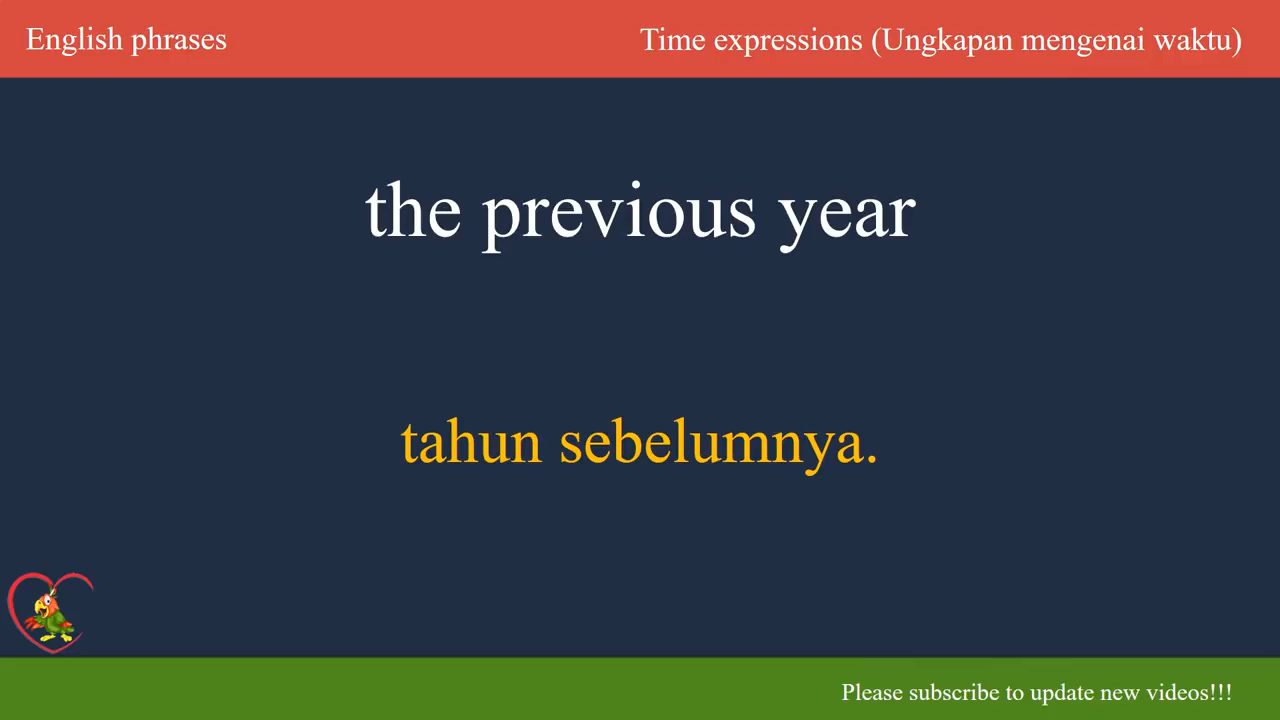 English phrases
Time expressions (Ungkapan mengenai waktu)
the previous year
tahun sebelumnya.
Please subscribe to update new videos!!!